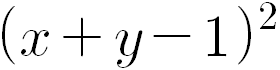 (x + y − 1)²